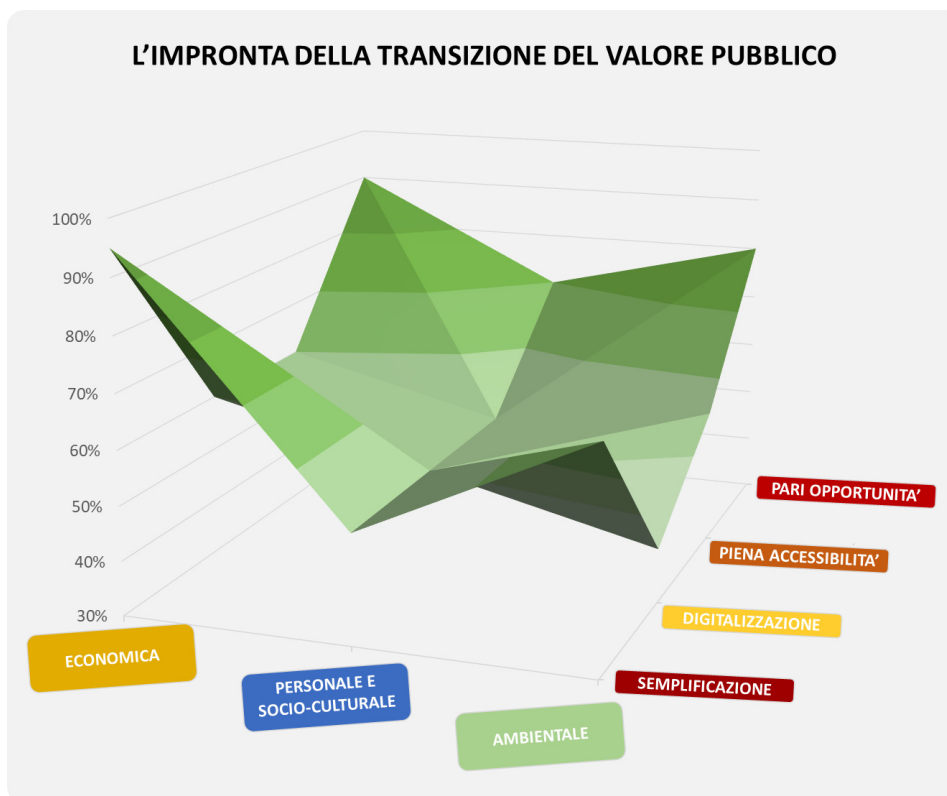 L'IMPRONTA DELLA TRANSIZIONE DEL VALORE PUBBLICO
100%
90%
80%
70%
60%
50%
40%
30%
PARI OPPORTUNITA'
PIENA ACCESSIBILITA'
DIGITALIZZAZIONE
SEMPLIFICAZIONE
ECONOMICA
PERSONALE E
SOCIO-CULTURALE
AMBIENTALE